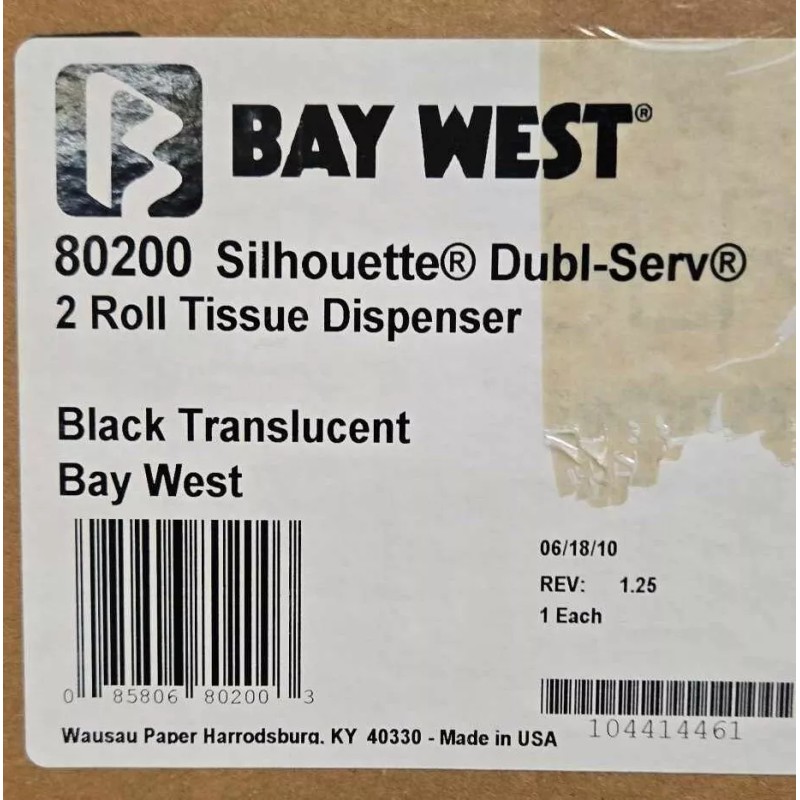 BAY WEST®
80200 Silhouette® Dubl-Serv®
2 Roll Tissue Dispenser
Black Translucent
Bay West
06/18/10
REV: 1.25
1 Each
0 85806 80200 3
104414461
Wausau Paper Harrodsburg, KY 40330 - Made in USA